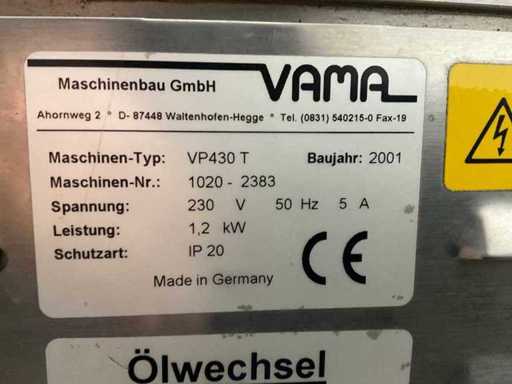 Maschinenbau GmbH VAMA
Ahornweg 2 * D- 87448 Waltenhofen-Hegge * Tel. (0831) 540215-0 Fax-19
Maschinen-Typ: VP430 T Baujahr: 2001
Maschinen-Nr.: 1020 - 2383
Spannung: 230 V 50 Hz 5 A
Leistung: 1,2 kW
Schutzart: IP 20
CE
Made in Germany
Ölwechsel